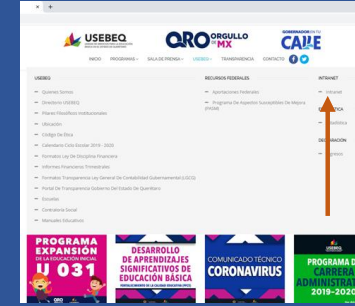 USEBEQ
QRO ORGULLO DE MX
GOBERNADOR EN TU
CALLE
INICIO PROGRAMAS SALA DE PRENSA USEBEQ TRANSPARENCIA CONTACTO
USEBEQ
Quienes Somos
Directorio USEBEQ
Pilares Filosóficos Institucionales
Ubicación
Código De Ética
Calendario Ciclo Escolar 2019 - 2020
Formatos Ley De Disciplina Financiera
Informes Financieros Trimestrales
Formatos Transparencia Ley General De Contabilidad Gubernamental (LGCG)
Portal De Transparencia Gobierno Del Estado De Querétaro
Escuelas
Contraloría Social
Manuales Educativos
RECURSOS FEDERALES
Aportaciones Federales
Programa De Aspectos Susceptibles De Mejora (PASM)
INTRANET
Intranet
PROGRAMA
EXPANSIÓN
DE LA EDUCACIÓN INICIAL
U 031
DESARROLLO
DE APRENDIZAJES
SIGNIFICATIVOS DE
EDUCACIÓN BÁSICA
COMUNICADO TÉCNICO
CORONAVIRUS
USEBEQ
PROGRAMA D
CARRERA
ADMINISTRA
2019-2020